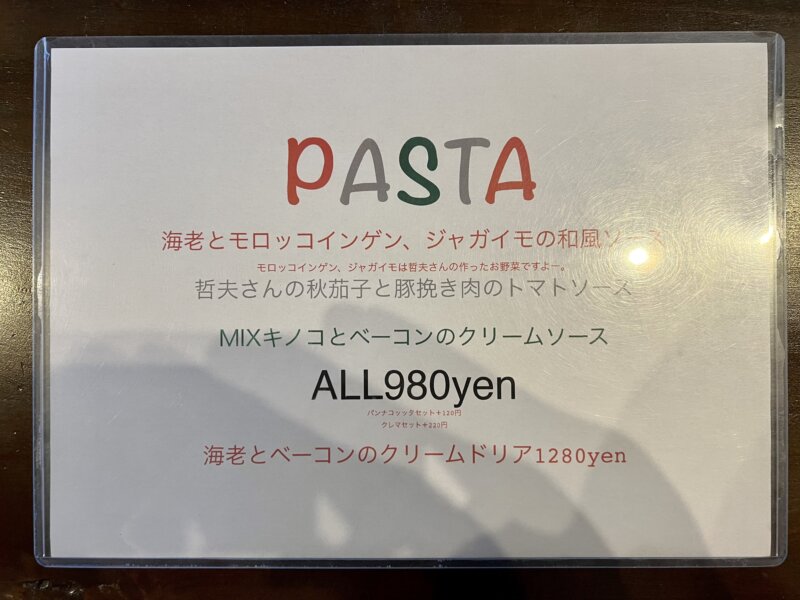 PASTA
海老とモロッコインゲン、ジャガイモの和風ソース
モロッコインゲン、ジャガイモは哲夫さんの作ったお野菜ですよー。
哲夫さんの秋茄子と豚挽き肉のトマトソース
MIXキノコとベーコンのクリームソース
ALL980yen
パンナコッッタセット+120円
クレマセット+220円
海老とベーコンのクリームドリア1280yen